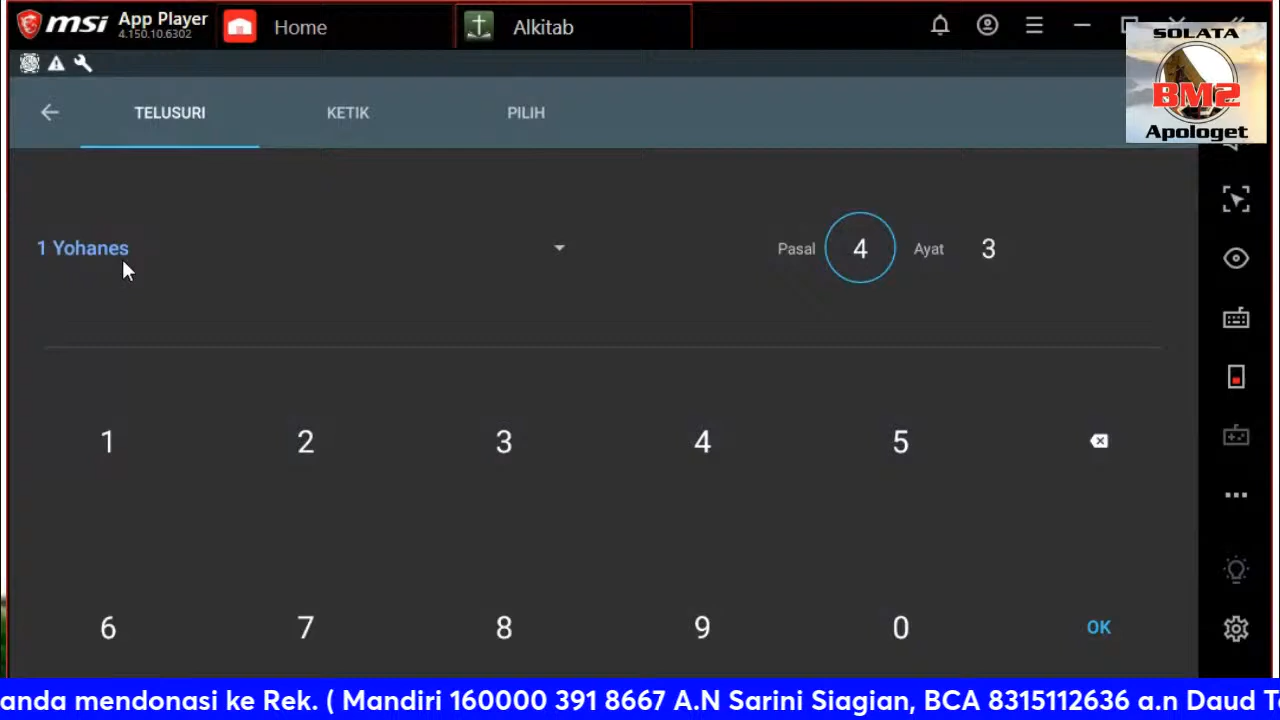 msi App Player
4.150.10.6302
Home
Alkitab
SOLATA
BM2
Apologet
TELUSURI
KETIK
PILIH
1 Yohanes
Pasal 4 Ayat 3
1 2 3 4 5
6 7 8 9 0 OK
anda mendonasi ke Rek. ( Mandiri 160000 391 8667 A.N Sarini Siagian, BCA 8315112636 a.n Daud